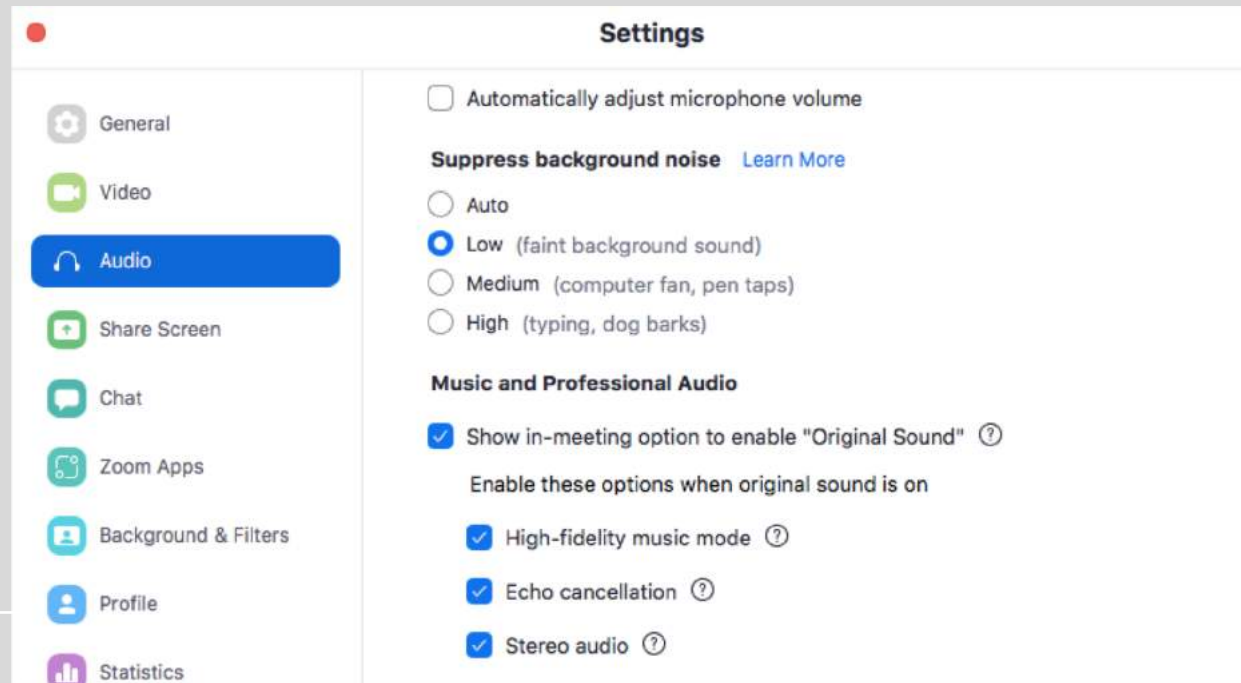 Settings
General
Video
Audio
Share Screen
Chat
Zoom Apps
Background & Filters
Profile
Statistics
Automatically adjust microphone volume
Suppress background noise Learn More
Auto
Low (faint background sound)
Medium (computer fan, pen taps)
High (typing, dog barks)
Music and Professional Audio
Show in-meeting option to enable "Original Sound" ?
Enable these options when original sound is on
High-fidelity music mode ?
Echo cancellation ?
Stereo audio ?